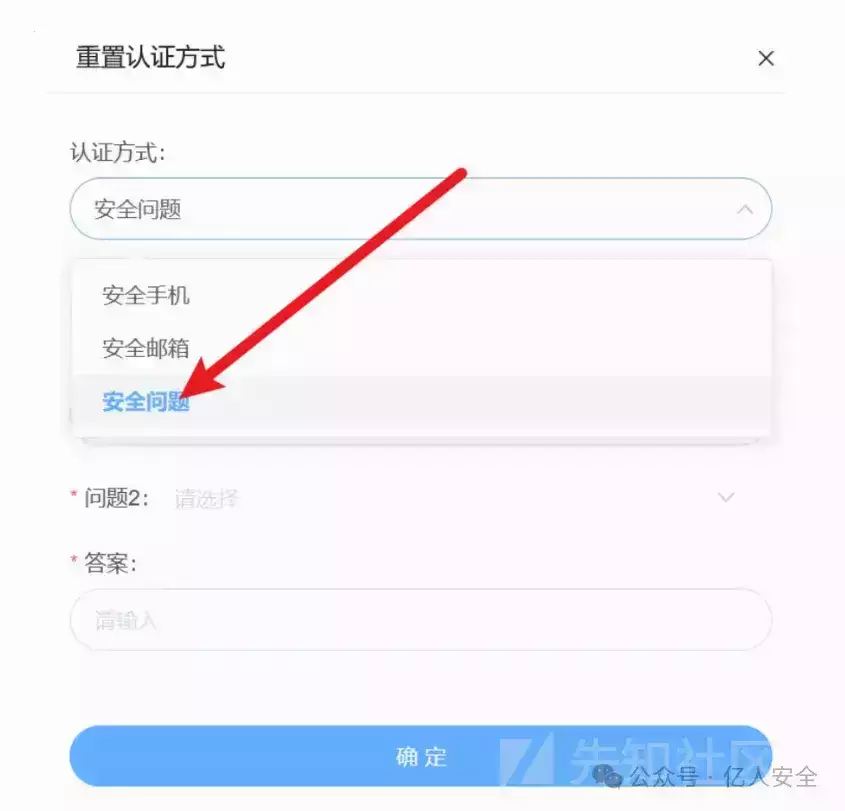 重置认证方式
认证方式:
安全问题
安全手机
安全邮箱
安全问题
* 问题2: 请选择
* 答案:
请输入
确定
先知社区
公众号 · 亿人安全